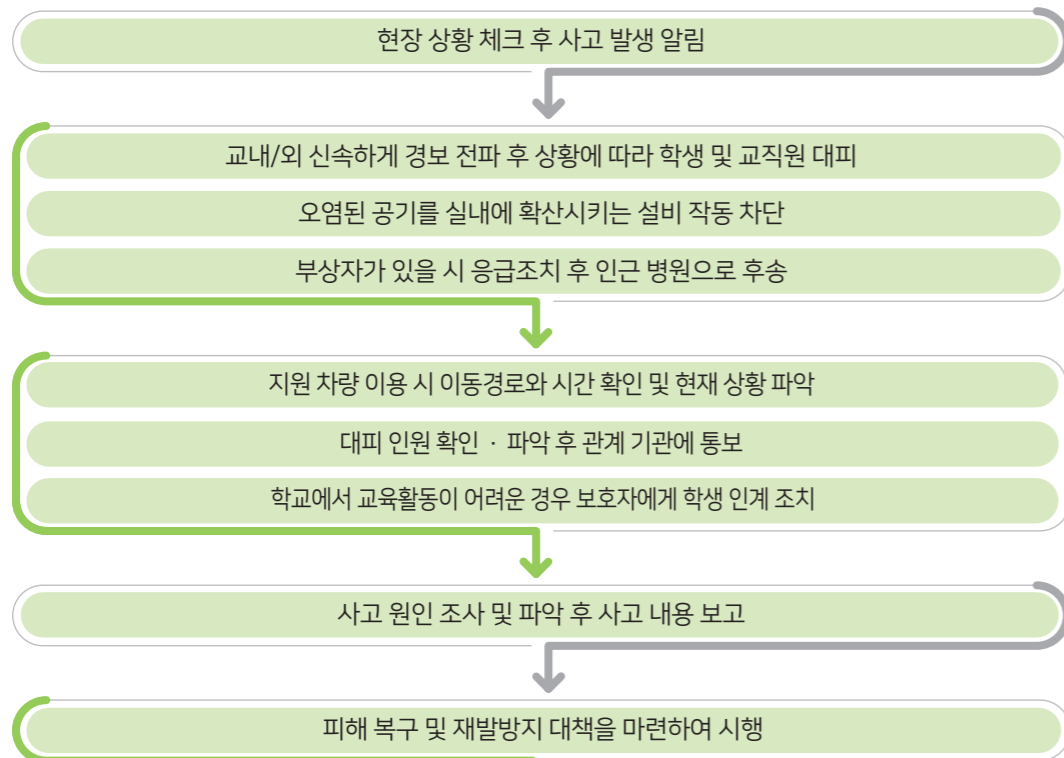 현장 상황 체크 후 사고 발생 알림
교내/외 신속하게 경보 전파 후 상황에 따라 학생 및 교직원 대피
오염된 공기를 실내에 확산시키는 설비 작동 차단
부상자가 있을 시 응급조치 후 인근 병원으로 후송
지원 차량 이용 시 이동경로와 시간 확인 및 현재 상황 파악
대피 인원 확인 · 파악 후 관계 기관에 통보
학교에서 교육활동이 어려운 경우 보호자에게 학생 인계 조치
사고 원인 조사 및 파악 후 사고 내용 보고
피해 복구 및 재발방지 대책을 마련하여 시행